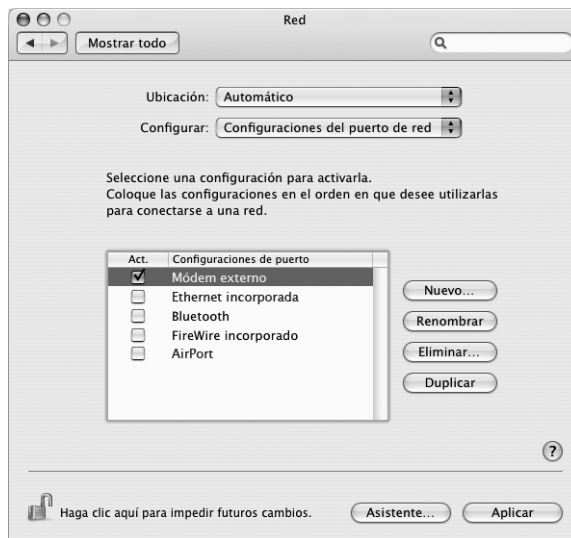 Red
Mostrar todo
Ubicación: Automático
Configurar: Configuraciones del puerto de red
Seleccione una configuración para activarla.
Coloque las configuraciones en el orden en que desee utilizarlas
para conectarse a una red.
Act. Configuraciones de puerto
Módem externo
Ethernet incorporada
Bluetooth
FireWire incorporado
AirPort
Nuevo...
Renombrar
Eliminar...
Duplicar
?
Haga clic aquí para impedir futuros cambios.
Asistente... Aplicar